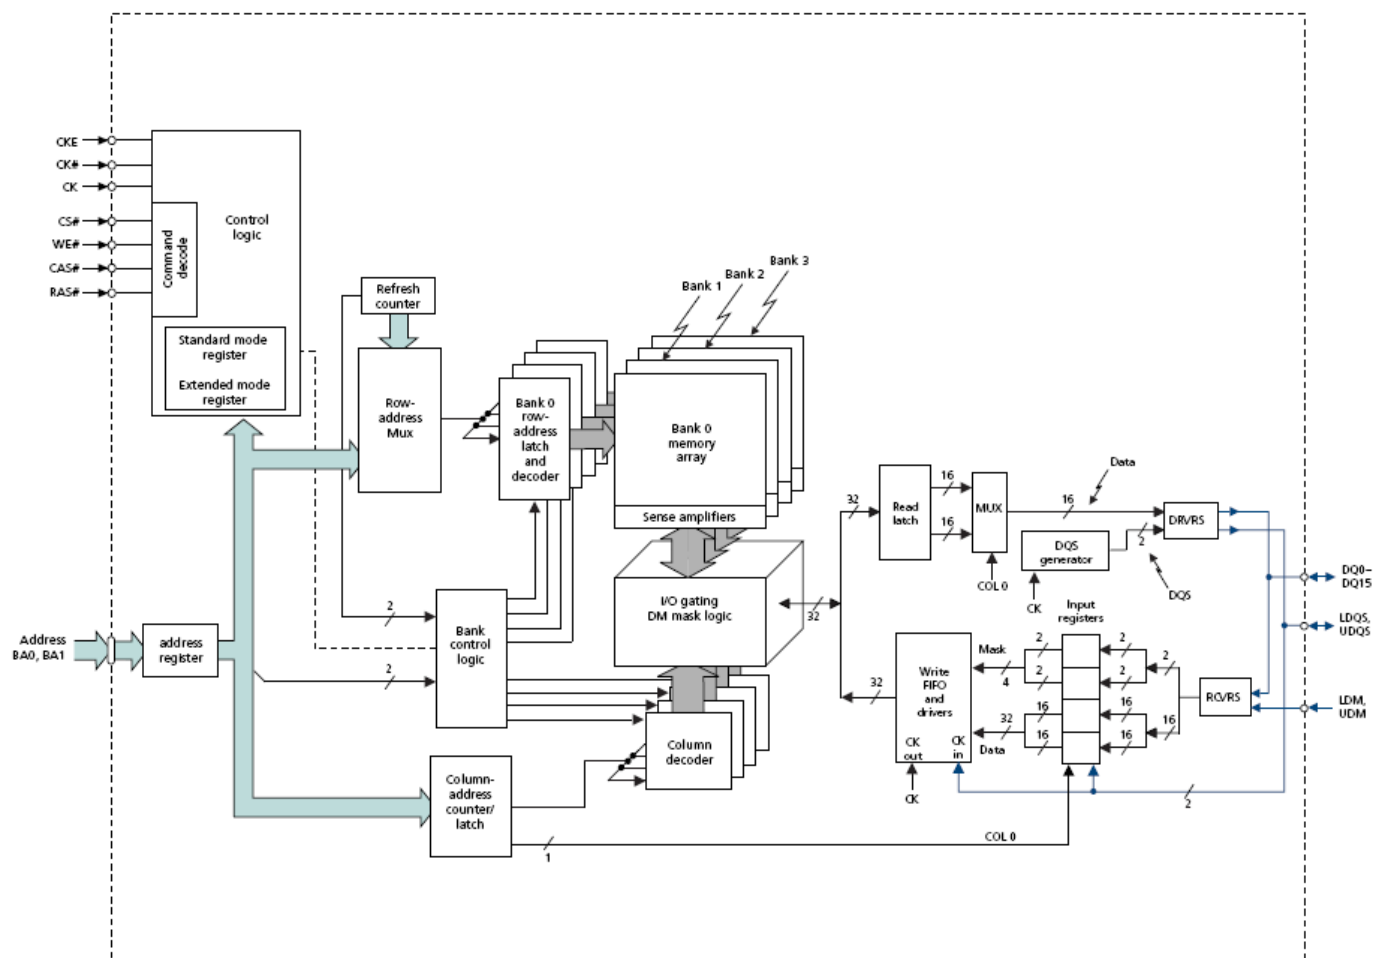 CKE
CK#
CK
CS#
WE#
CAS#
RAS#
Command
decode
Control
logic
Standard mode
register
Extended mode
register
Refresh
counter
Row-
address
Mux
Bank 0
row-
address
latch
and
decoder
Bank 1
Bank 2
Bank 3
Bank 0
memory
array
Sense amplifiers
I/O gating
DM mask logic
Address
BA0, BA1
address
register
2
2
Bank
control
logic
Column-
address
counter/
latch
1
Column
decoder
COL 0
32
32
32
Read
latch
16
16
MUX
COL 0
16
Data
DQS
generator
CK
2
DQS
DRVRS
DQ0–
DQ15
LDQS,
UDQS
LDM,
UDM
RCVRS
Input
registers
Write
FIFO
and
drivers
CK
out
CK
in
CK
Mask
4
32
Data
2
2
16
16
2
2
16
16
2
16
2